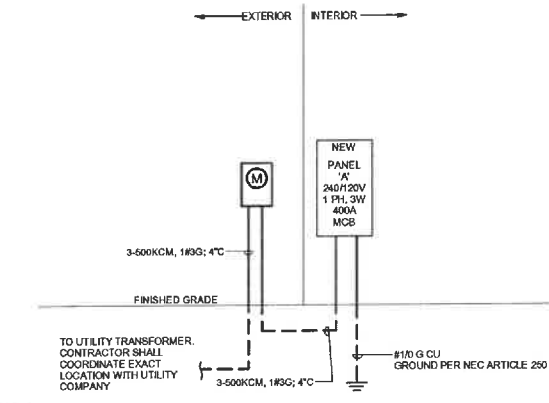 EXTERIOR
INTERIOR
NEW
PANEL
'A'
240/120V
1 PH, 3W
400A
MCB
M
3-500KCM, 1#3G; 4"C
FINISHED GRADE
TO UTILITY TRANSFORMER.
CONTRACTOR SHALL
COORDINATE EXACT
LOCATION WITH UTILITY
COMPANY
3-500KCM, 1#3G; 4"C
#1/0 G CU
GROUND PER NEC ARTICLE 250